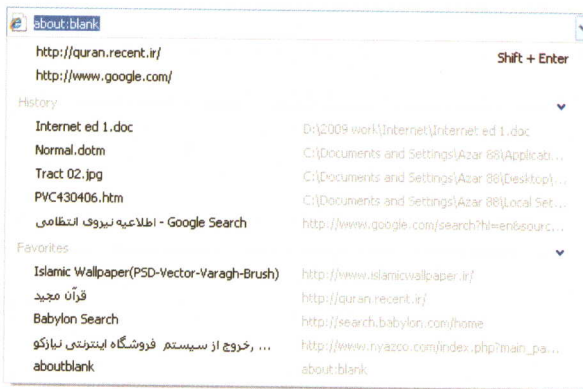 about:blank
http://quran.recent.ir/ Shift + Enter
http://www.google.com/
History
Internet ed 1.doc D:\2009 work\Internet\Internet ed 1.doc
Normal.dotm C:\Documents and Settings\Azar 88\Applicati...
Tract 02.jpg C:\Documents and Settings\Azar 88\Desktop\...
PVC430406.htm C:\Documents and Settings\Azar 88\Local Set...
اطلاعیه نیروی انتظامی - Google Search http://www.google.com/search?hl=en&sourc...
Favorites
Islamic Wallpaper(PSD-Vector-Varagh-Brush) http://www.islamicwallpaper.ir/
قرآن مجید http://quran.recent.ir/
Babylon Search http://search.babylon.com/home
خروج از سیستم, فروشگاه اینترنتی نیازکو ... http://www.nyazco.com/index.php?main_pa...
aboutblank about:blank